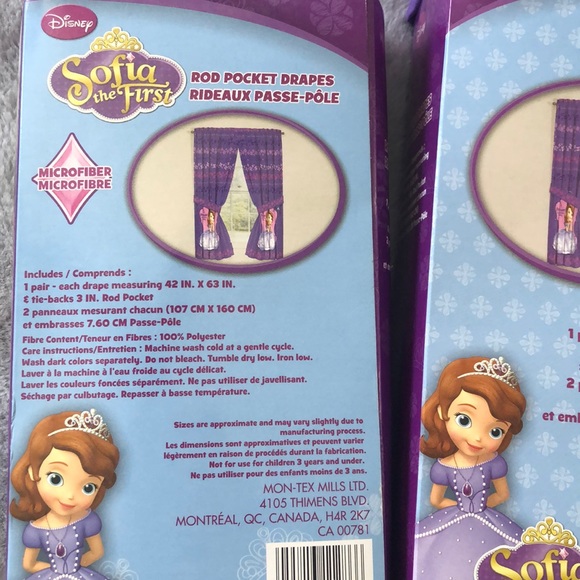 Disney
Sofia
the First
ROD POCKET DRAPES
RIDEAUX PASSE-PÔLE
MICROFIBER
MICROFIBRE
Includes / Comprends :
1 pair - each drape measuring 42 IN. X 63 IN.
& tie-backs 3 IN. Rod Pocket
2 panneaux mesurant chacun (107 CM X 160 CM)
et embrasses 7.60 CM Passe-Pôle
Fibre Content/Teneur en Fibres : 100% Polyester
Care instructions/Entretien : Machine wash cold at a gentle cycle.
Wash dark colors separately. Do not bleach. Tumble dry low. Iron low.
Laver à la machine à l'eau froide au cycle délicat.
Laver les couleurs foncées séparément. Ne pas utiliser de javellisant.
Séchage par culbutage. Repasser à basse température.
Sizes are approximate and may vary slightly due to
manufacturing process.
Les dimensions sont approximatives et peuvent varier
légèrement en raison de procédés durant la fabrication.
Not for use for children 3 years and under.
Ne pas utiliser pour des enfants moins de 3 ans.
MON-TEX MILLS LTD.
4105 THIMENS BLVD.
MONTRÉAL, QC, CANADA, H4R 2K7
CA 00781
1
2
et emb
Sofia